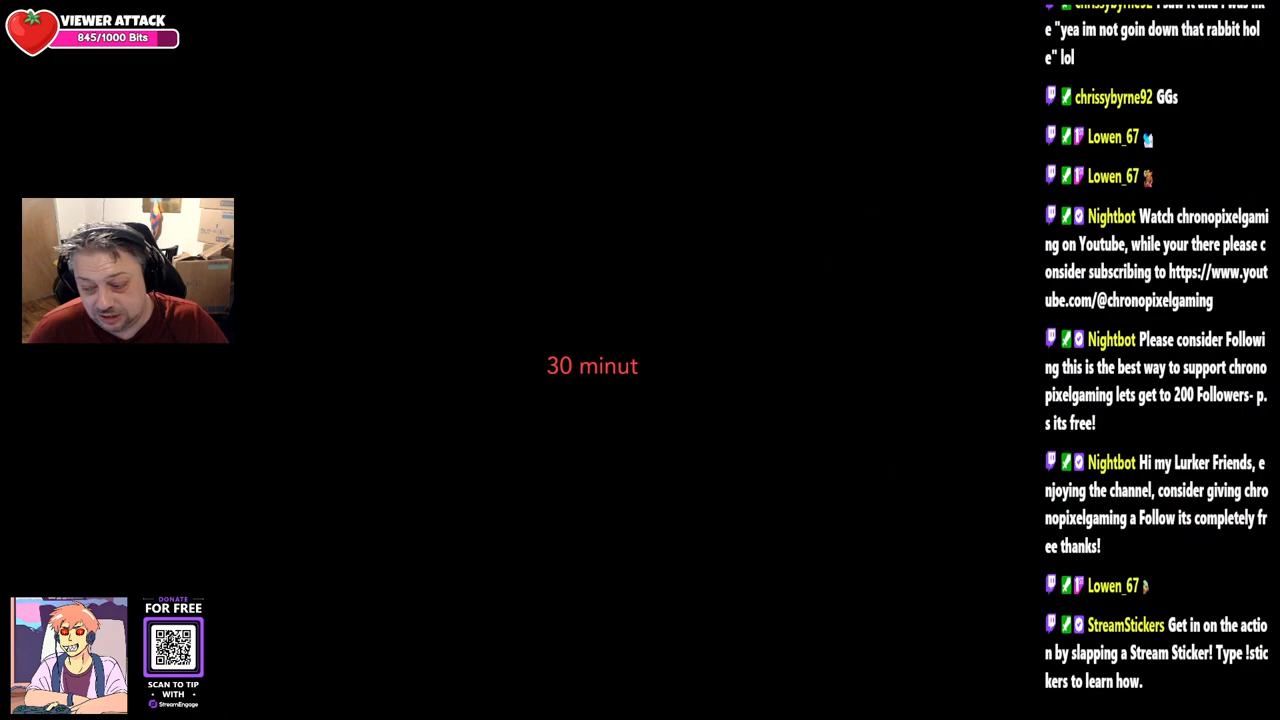 VIEWER ATTACK
845/1000 Bits
e "yea im not goin down that rabbit hol
e" lol
chrissybyrne92 GGs
Lowen_67
Lowen_67
Nightbot Watch chronopixelgami
ng on Youtube, while your there please c
onsider subscribing to https://www.yout
ube.com/@chronopixelgaming
Nightbot Please consider Followi
ng this is the best way to support chrono
pixelgaming lets get to 200 Followers- p.
s its free!
Nightbot Hi my Lurker Friends, e
njoying the channel, consider giving chro
nopixelgaming a Follow its completely fr
ee thanks!
Lowen_67
StreamStickers Get in on the actio
n by slapping a Stream Sticker! Type !stic
kers to learn how.
30 minut
DONATE
FOR FREE
SCAN TO TIP
• WITH •
StreamEngage